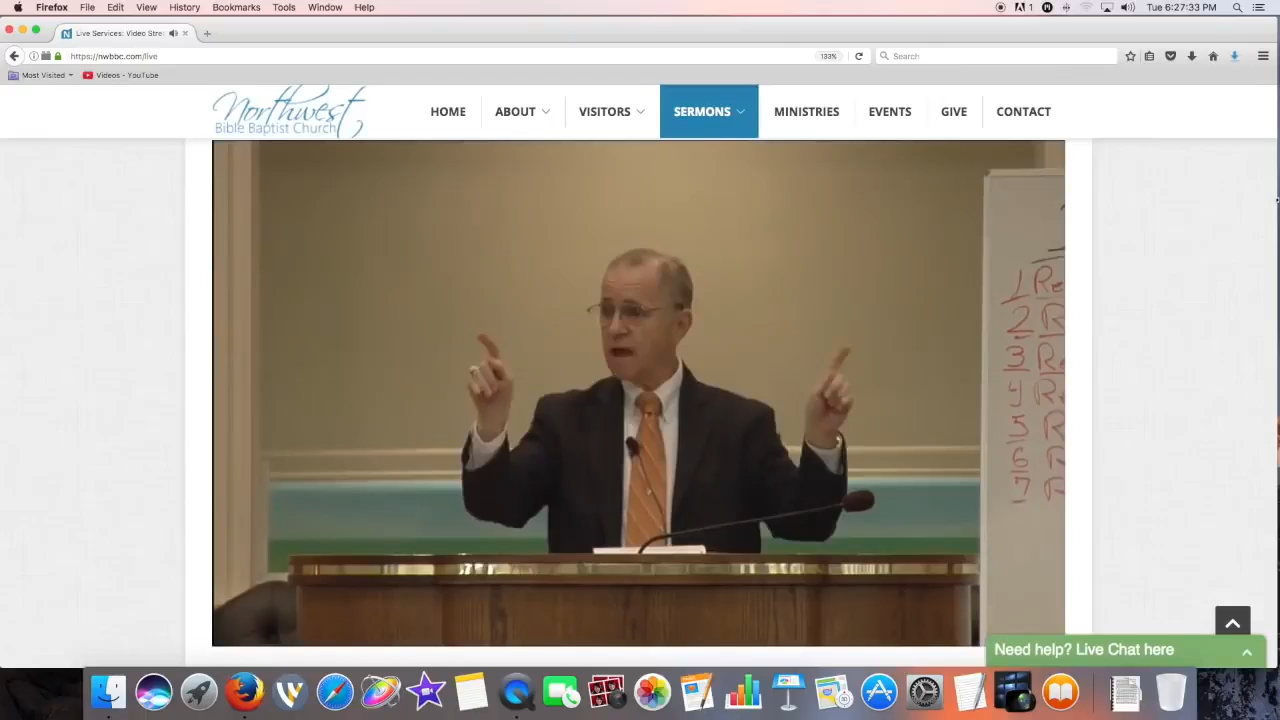 Firefox File Edit View History Bookmarks Tools Window Help
1 Tue 6:27:33 PM
Live Services: Video Stre
https://nwbbc.com/live
133%
Search
Most Visited Videos - YouTube
Northwest
Bible Baptist Church
HOME ABOUT VISITORS SERMONS MINISTRIES EVENTS GIVE CONTACT
1 Re
2 R
3 R
4 R
5 R
6 R
7 R
Need help? Live Chat here